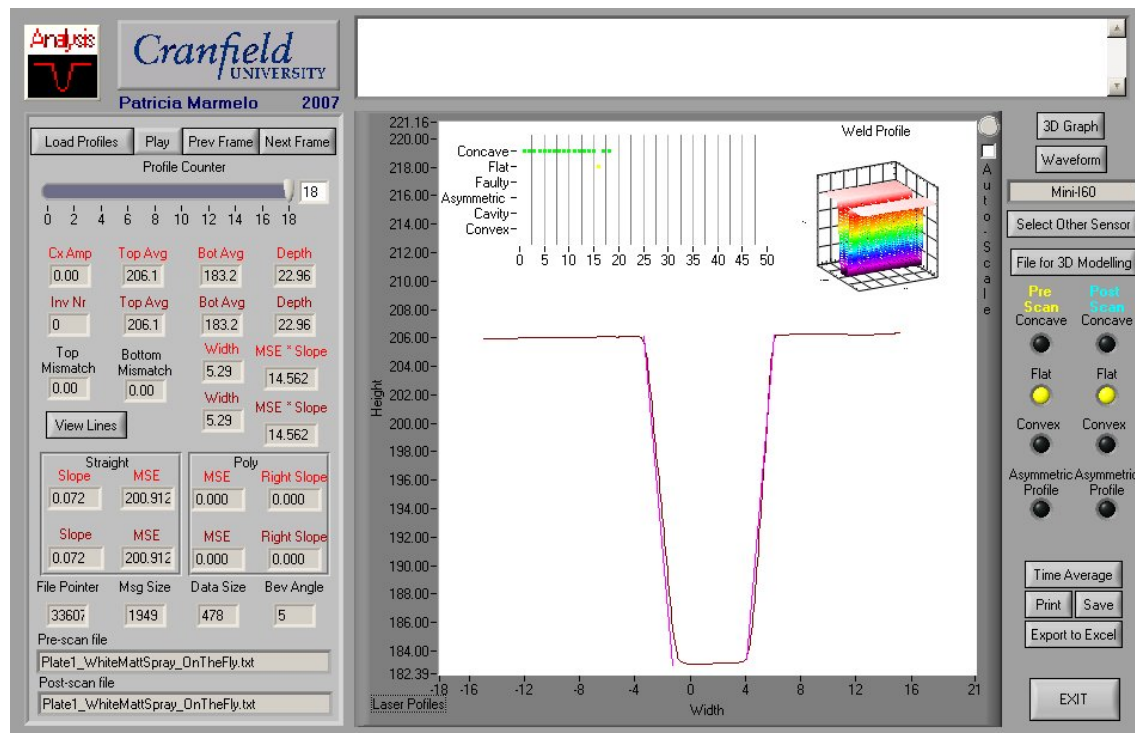 Analysis
Cranfield
UNIVERSITY
Patricia Marmelo 2007
Load Profiles Play Prev Frame Next Frame
Profile Counter
18
0 2 4 6 8 10 12 14 16 18
Cx Amp Top Avg Bot Avg Depth
0.00 206.1 183.2 22.96
Inv Nr Top Avg Bot Avg Depth
0 206.1 183.2 22.96
Top Mismatch Bottom Mismatch Width MSE * Slope
0.00 0.00 5.29 14.562
Width MSE * Slope
5.29 14.562
View Lines
Straight Poly
Slope MSE MSE Right Slope
0.072 200.912 0.000 0.000
Slope MSE MSE Right Slope
0.072 200.912 0.000 0.000
File Pointer Msg Size Data Size Bev Angle
33607 1949 478 5
Pre-scan file
Plate1_WhiteMattSpray_OnTheFly.txt
Post-scan file
Plate1_WhiteMattSpray_OnTheFly.txt
221.16
220.00
218.00
216.00
214.00
212.00
210.00
208.00
206.00
204.00
202.00
200.00
198.00
196.00
194.00
192.00
190.00
188.00
186.00
184.00
182.39
Height
-18 -16 -12 -8 -4 0 4 8 12 16 21
Width
Laser Pofiles
Concave
Flat
Faulty
Asymmetric
Cavity
Convex
0 5 10 15 20 25 30 35 40 45 50
Weld Profile
Auto-Scale
3D Graph
Waveform
Mini-I60
Select Other Sensor
File for 3D Modelling
Pre Scan Post Scan
Concave Concave
Flat Flat
Convex Convex
Asymmetric Profile Asymmetric Profile
Time Average
Print Save
Export to Excel
EXIT